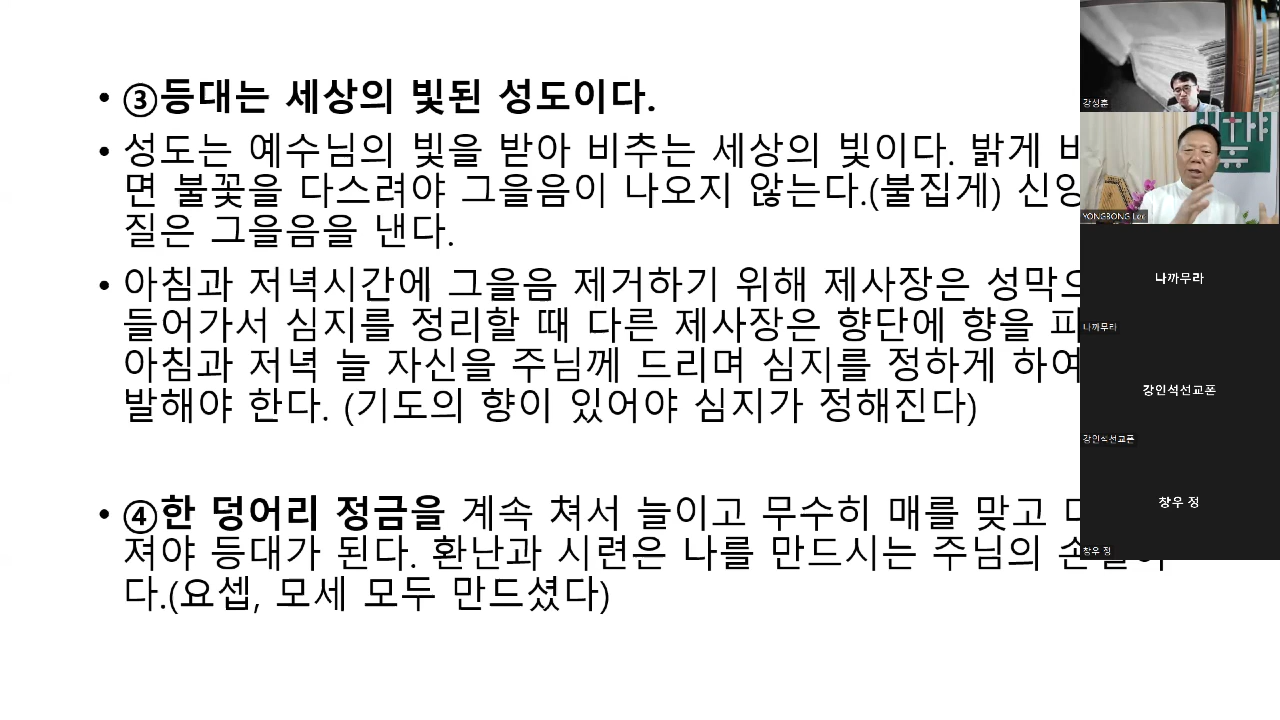 • ③등대는 세상의 빛된 성도이다.
• 성도는 예수님의 빛을 받아 비추는 세상의 빛이다. 밝게
면 불꽃을 다스려야 그을음이 나오지 않는다.(불집게)
질은 그을음을 낸다.
• 아침과 저녁시간에 그을음 제거하기 위해 제사장은
들어가서 심지를 정리할 때 다른 제사장은 향단에 향을
아침과 저녁 늘 자신을 주님께 드리며 심지를 정하게 하여
발해야 한다. (기도의 향이 있어야 심지가 정해진다)
• ④한 덩어리 정금을 계속 쳐서 늘이고 무수히 매를 맞고
져야 등대가 된다. 환난과 시련은 나를 만드시는 주님의
다.(요셉, 모세 모두 만드셨다)
강성훈
YONGBONG Lee
나까무라
나까무라
강인석선교폰
강인석선교폰
창우 정
창우 정